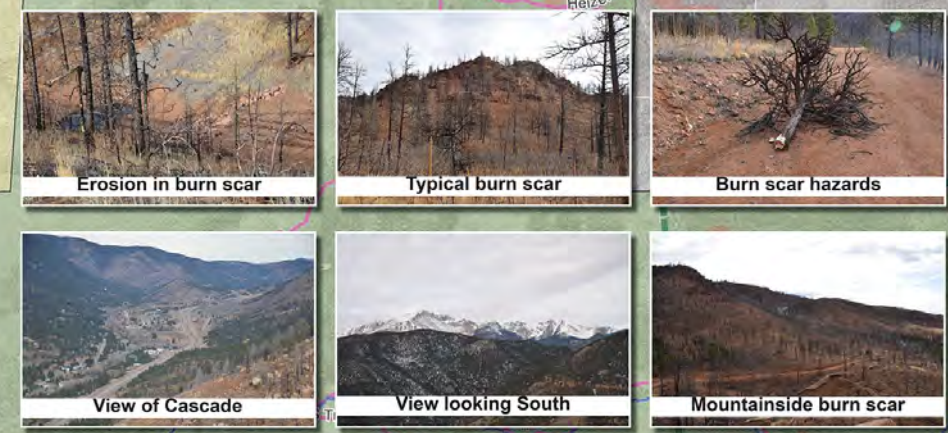 Heize
Erosion in burn scar
Typical burn scar
Burn scar hazards
View of Cascade
View looking South
Mountainside burn scar